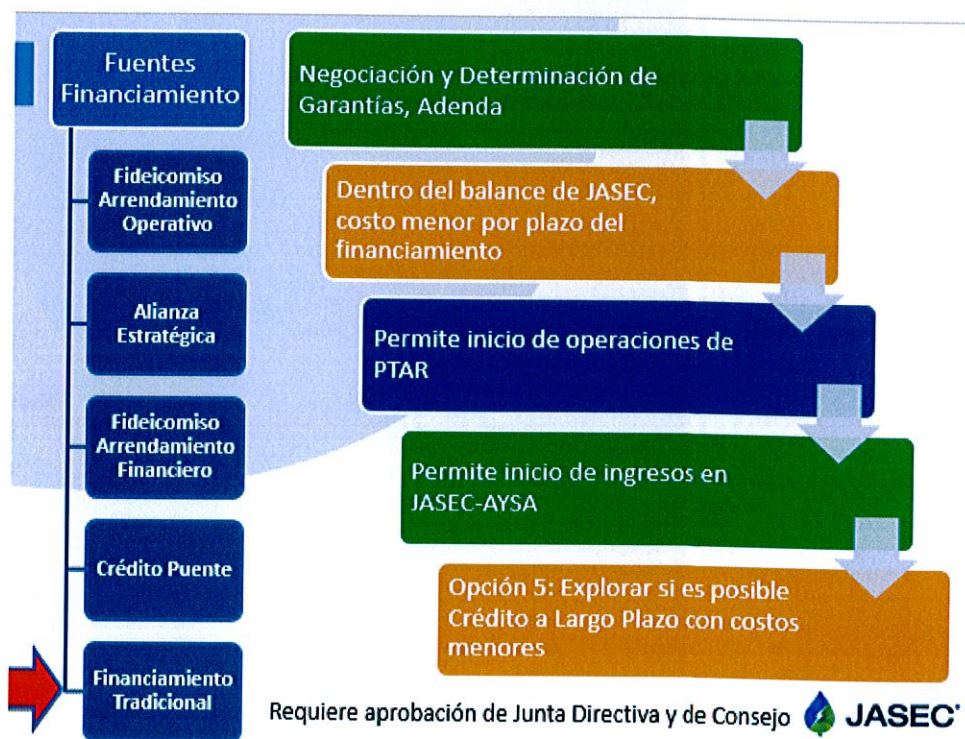 Fuentes
Financiamiento
Fideicomiso
Arrendamiento
Operativo
Alianza
Estratégica
Fideicomiso
Arrendamiento
Financiero
Crédito Puente
Financiamiento
Tradicional
Negociación y Determinación de
Garantías, Adenda
Dentro del balance de JASEC,
costo menor por plazo del
financiamiento
Permite inicio de operaciones de
PTAR
Permite inicio de ingresos en
JASEC-AYSA
Opción 5: Explorar si es posible
Crédito a Largo Plazo con costos
menores
Requiere aprobación de Junta Directiva y de Consejo
JASEC